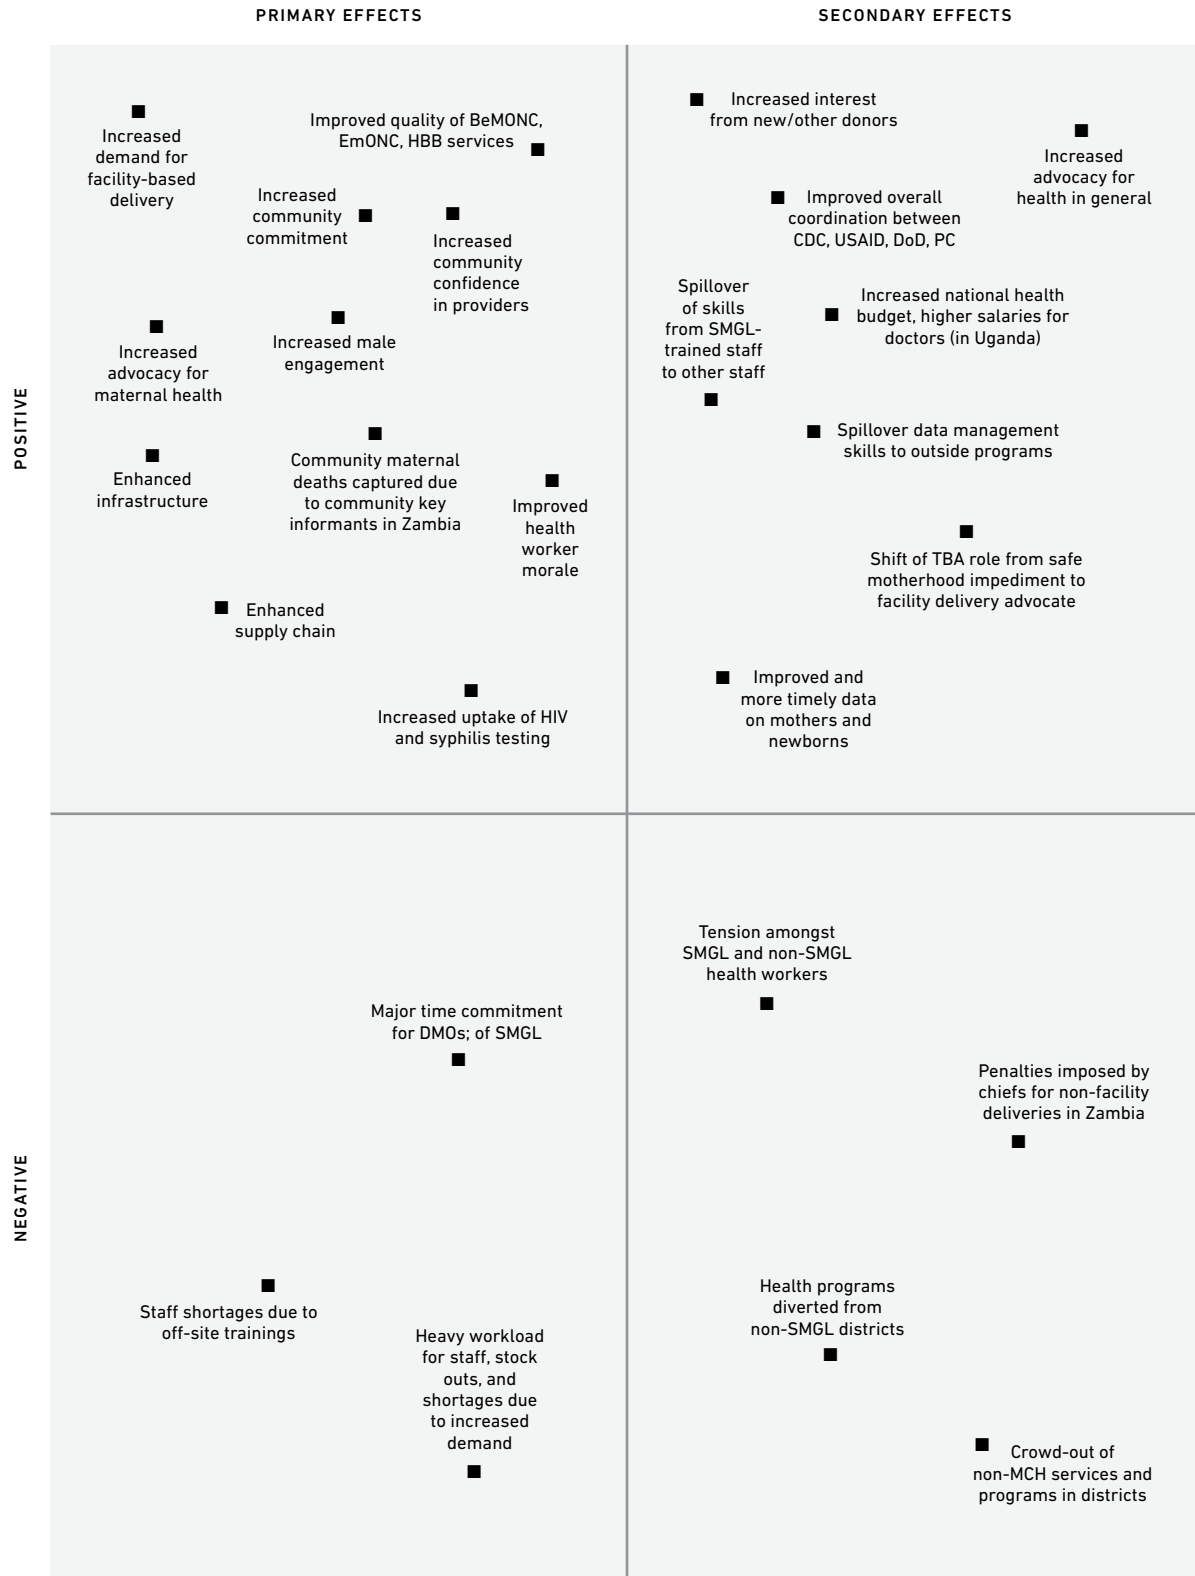 PRIMARY EFFECTS
SECONDARY EFFECTS
POSITIVE
Increased
demand for
facility-based
delivery
Improved quality of BeMONC,
EmONC, HBB services
Increased
community
commitment
Increased
community
confidence
in providers
Increased
advocacy for
maternal health
Increased male
engagement
Enhanced
infrastructure
Community maternal
deaths captured due
to community key
informants in Zambia
Improved
health
worker
morale
Enhanced
supply chain
Increased uptake of HIV
and syphilis testing
Increased interest
from new/other donors
Increased
advocacy for
health in general
Improved overall
coordination between
CDC, USAID, DoD, PC
Spillover
of skills
from SMGL-
trained staff
to other staff
Increased national health
budget, higher salaries for
doctors (in Uganda)
Spillover data management
skills to outside programs
Shift of TBA role from safe
motherhood impediment to
facility delivery advocate
Improved and
more timely data
on mothers and
newborns
NEGATIVE
Major time commitment
for DMOs; of SMGL
Staff shortages due to
off-site trainings
Heavy workload
for staff, stock
outs, and
shortages due
to increased
demand
Tension amongst
SMGL and non-SMGL
health workers
Penalties imposed by
chiefs for non-facility
deliveries in Zambia
Health programs
diverted from
non-SMGL districts
Crowd-out of
non-MCH services and
programs in districts